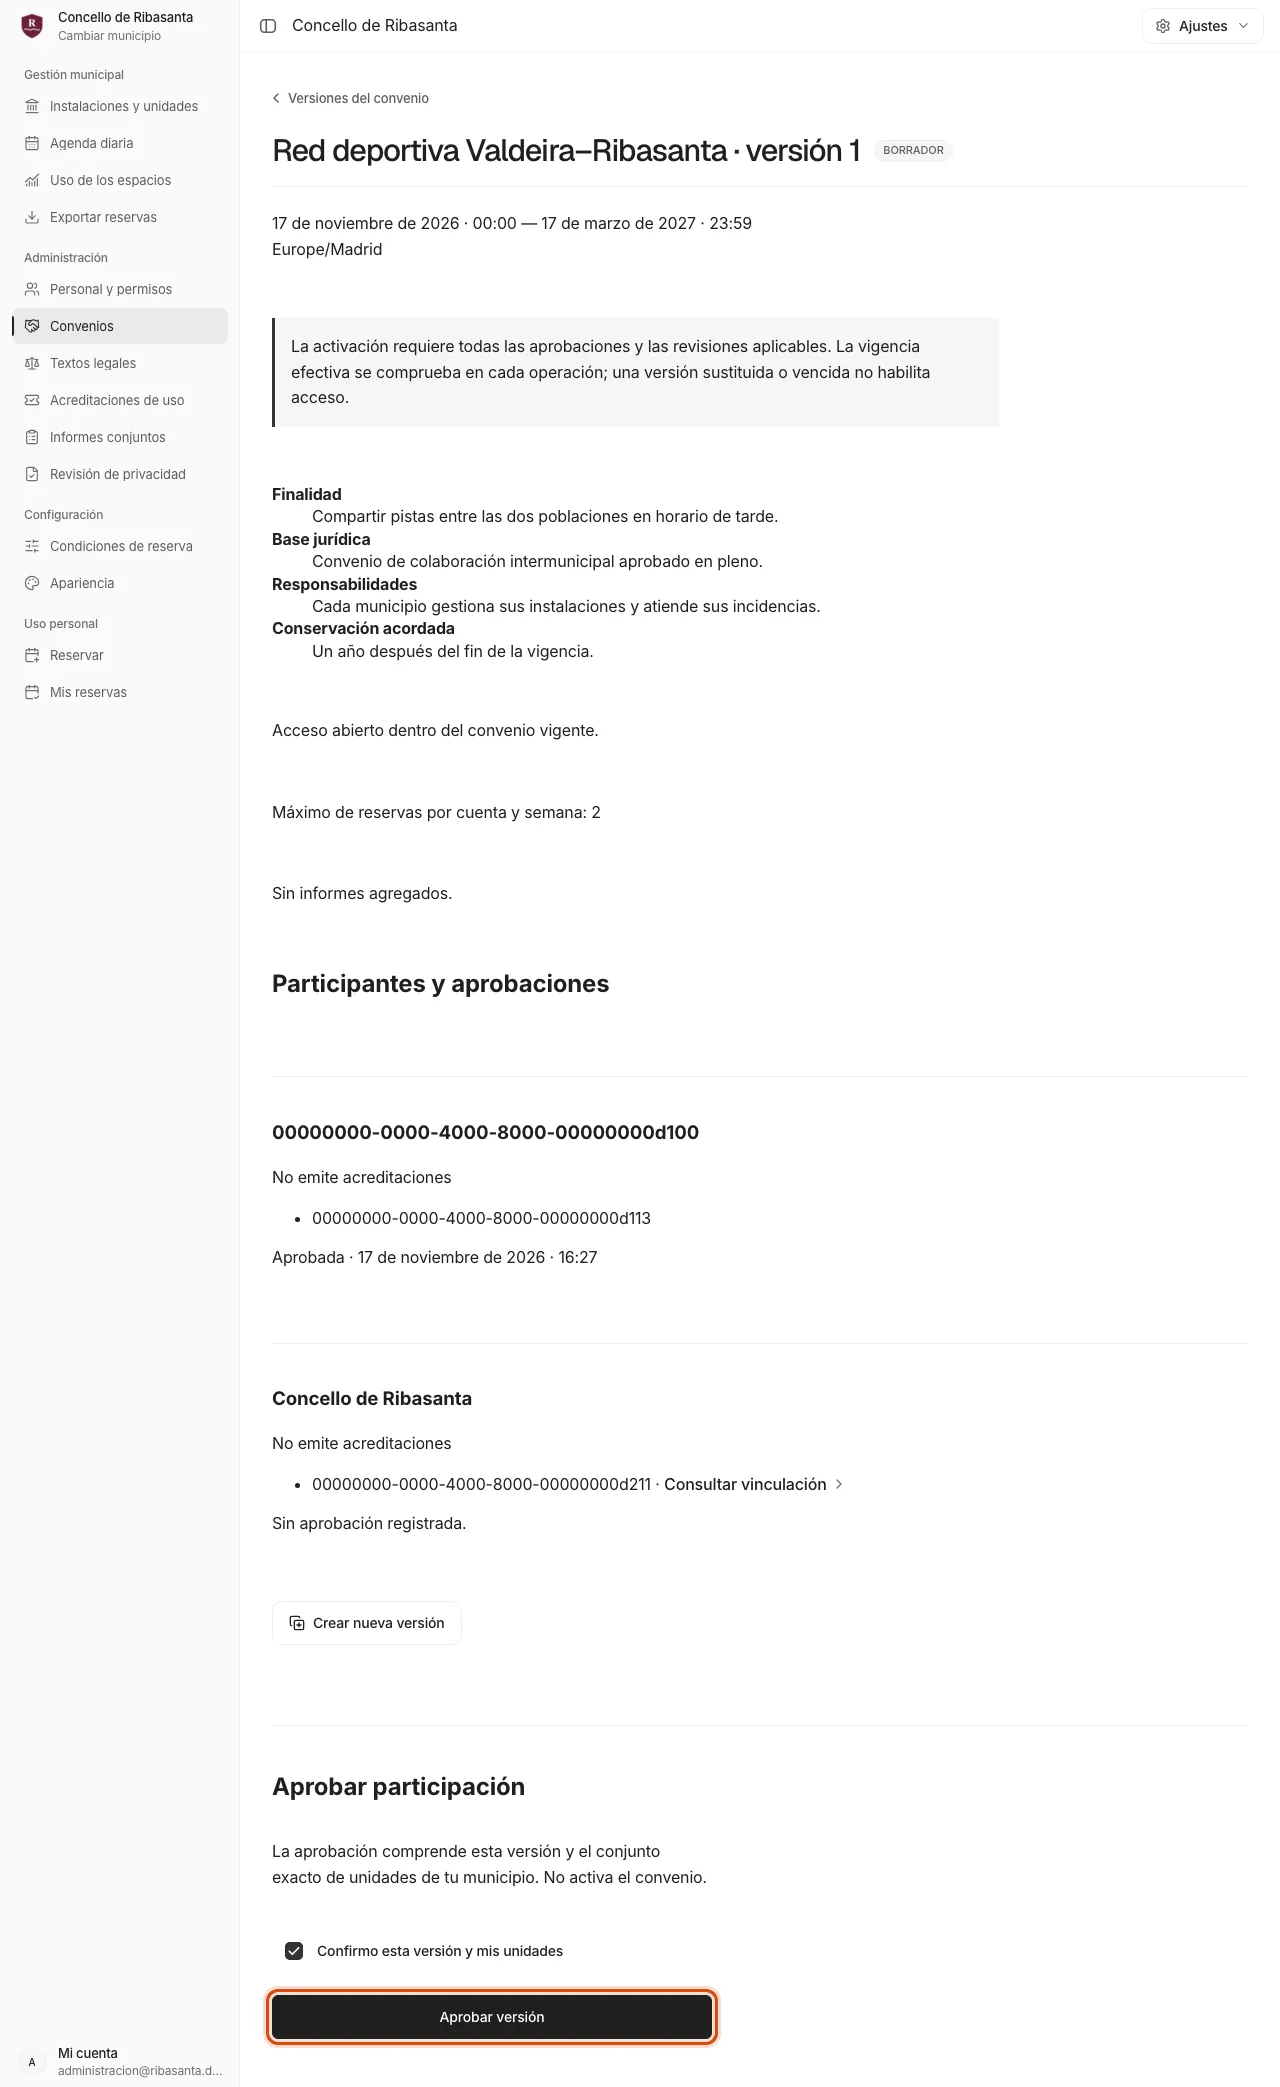 R
Concello de Ribasanta
Cambiar municipio
Gestión municipal
Instalaciones y unidades
Agenda diaria
Uso de los espacios
Exportar reservas
Administración
Personal y permisos
Convenios
Textos legales
Acreditaciones de uso
Informes conjuntos
Revisión de privacidad
Configuración
Condiciones de reserva
Apariencia
Uso personal
Reservar
Mis reservas
A
Mi cuenta
administracion@ribasanta.d...
Concello de Ribasanta
Ajustes
Versiones del convenio
Red deportiva Valdeira–Ribasanta · versión 1
BORRADOR
17 de noviembre de 2026 · 00:00 — 17 de marzo de 2027 · 23:59
Europe/Madrid
La activación requiere todas las aprobaciones y las revisiones aplicables. La vigencia
efectiva se comprueba en cada operación; una versión sustituida o vencida no habilita
acceso.
Finalidad
Compartir pistas entre las dos poblaciones en horario de tarde.
Base jurídica
Convenio de colaboración intermunicipal aprobado en pleno.
Responsabilidades
Cada municipio gestiona sus instalaciones y atiende sus incidencias.
Conservación acordada
Un año después del fin de la vigencia.
Acceso abierto dentro del convenio vigente.
Máximo de reservas por cuenta y semana: 2
Sin informes agregados.
Participantes y aprobaciones
00000000-0000-4000-8000-00000000d100
No emite acreditaciones
• 00000000-0000-4000-8000-00000000d113
Aprobada · 17 de noviembre de 2026 · 16:27
Concello de Ribasanta
No emite acreditaciones
• 00000000-0000-4000-8000-00000000d211 · Consultar vinculación
Sin aprobación registrada.
Crear nueva versión
Aprobar participación
La aprobación comprende esta versión y el conjunto
exacto de unidades de tu municipio. No activa el convenio.
Confirmo esta versión y mis unidades
Aprobar versión